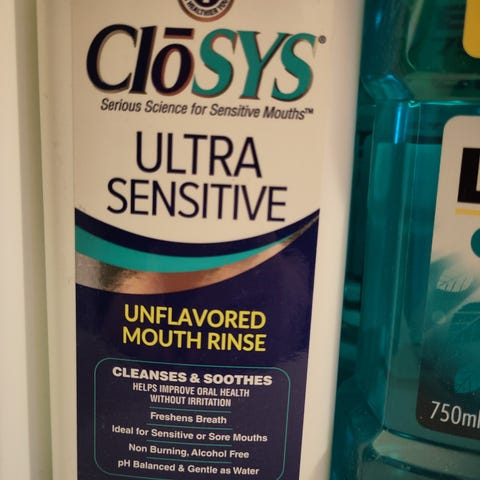 CloSYS®
Serious Science for Sensitive Mouths™
ULTRA
SENSITIVE
UNFLAVORED
MOUTH RINSE
CLEANSES & SOOTHES
HELPS IMPROVE ORAL HEALTH
WITHOUT IRRITATION
Freshens Breath
Ideal for Sensitive or Sore Mouths
Non Burning, Alcohol Free
pH Balanced & Gentle as Water
750ml